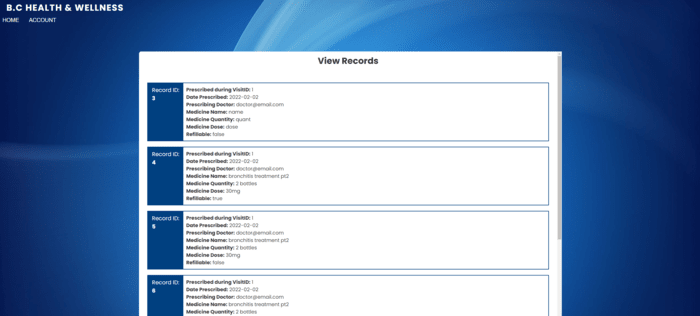 B.C HEALTH & WELLNESS
HOME ACCOUNT
View Records
Record ID:
3
Prescribed during VisitID: 1
Date Prescribed: 2022-02-02
Prescribing Doctor: doctor@email.com
Medicine Name: name
Medicine Quantity: quant
Medicine Dose: dose
Refillable: false
Record ID:
4
Prescribed during VisitID: 1
Date Prescribed: 2022-02-02
Prescribing Doctor: doctor@email.com
Medicine Name: bronchitis treatment pt2
Medicine Quantity: 2 bottles
Medicine Dose: 30mg
Refillable: true
Record ID:
5
Prescribed during VisitID: 1
Date Prescribed: 2022-02-02
Prescribing Doctor: doctor@email.com
Medicine Name: bronchitis treatment pt2
Medicine Quantity: 2 bottles
Medicine Dose: 30mg
Refillable: false
Record ID:
6
Prescribed during VisitID: 1
Date Prescribed: 2022-02-02
Prescribing Doctor: doctor@email.com
Medicine Name: bronchitis treatment pt2
Medicine Quantity: 2 bottles